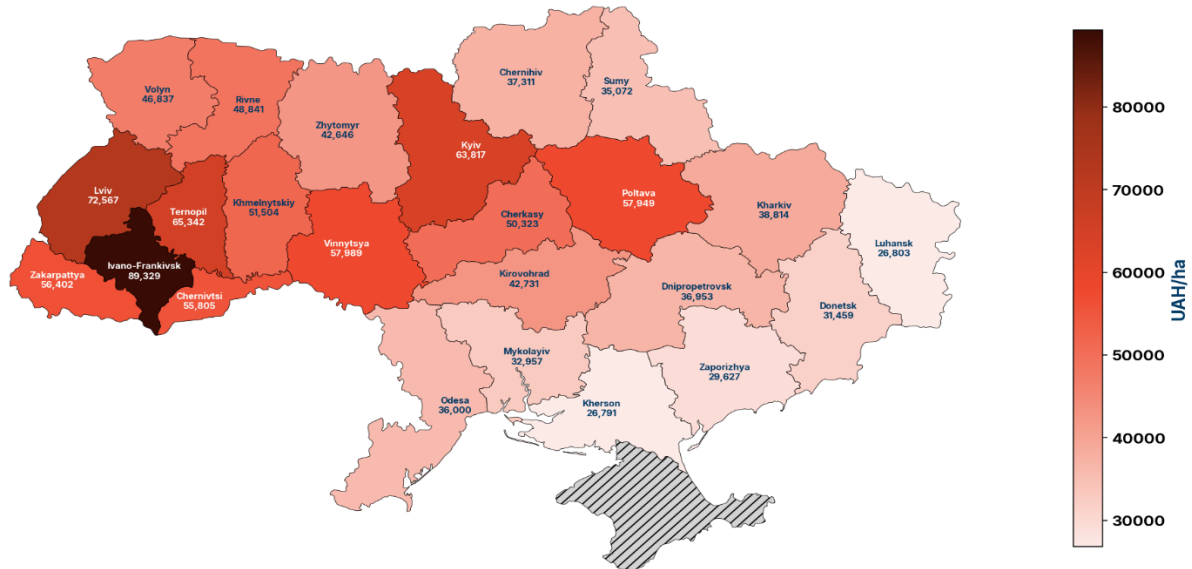 Chernihiv
37,311
Sumy
35,072
Volyn
46,837
Rivne
48,841
Zhytomyr
42,646
Kyiv
63,817
Lviv
72,567
Ternopil
65,342
Khmelnytskiy
51,504
Poltava
57,949
Kharkiv
38,814
Cherkasy
50,323
Vinnytsya
57,989
Luhansk
26,803
Zakarpattya
56,402
Ivano-Frankivsk
89,329
Chernivtsi
55,805
Kirovohrad
42,731
Dnipropetrovsk
36,953
Donetsk
31,459
Mykolayiv
32,957
Zaporizhya
29,627
Odesa
36,000
Kherson
26,791
80000
70000
60000
50000
40000
30000
UAH/ha